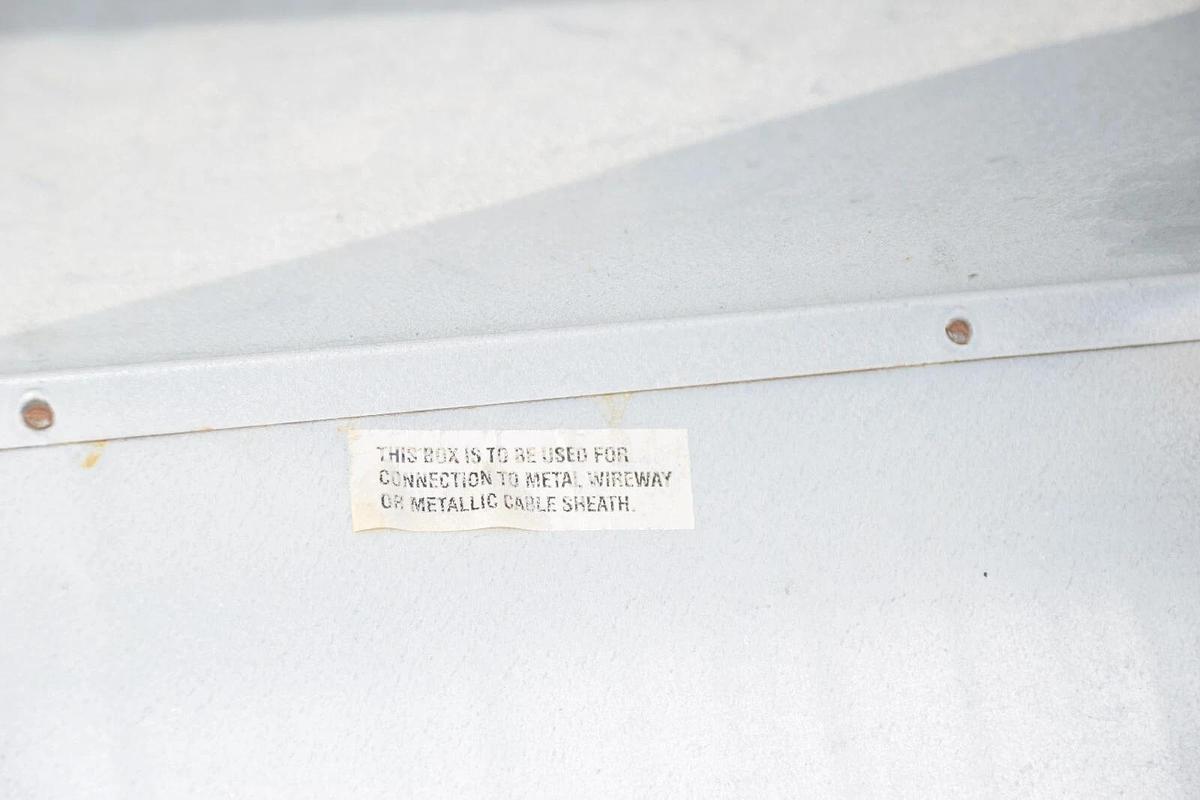 THIS BOX IS TO BE USED FOR
CONNECTION TO METAL WIREWAY
OR METALLIC CABLE SHEATH.